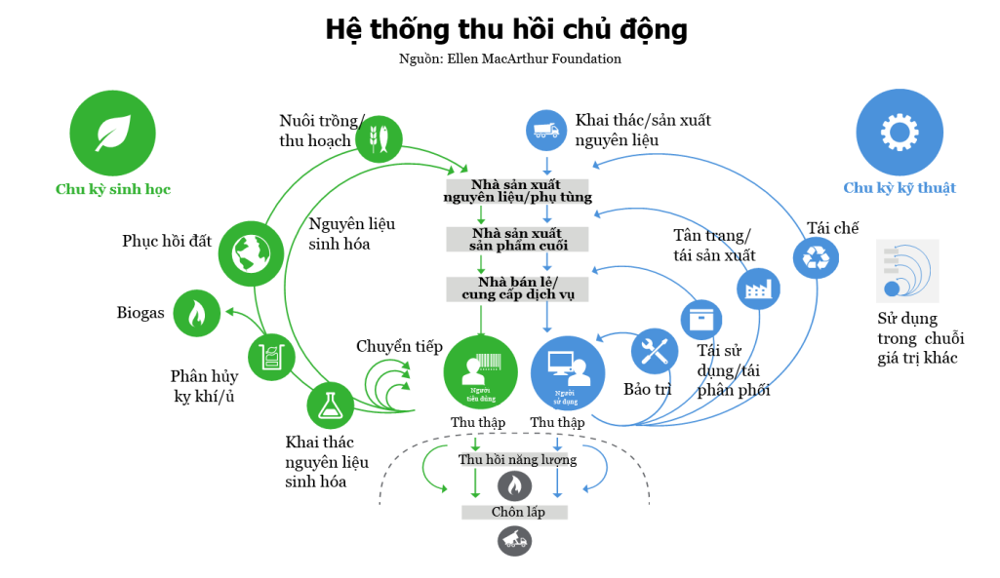 Hệ thống thu hồi chủ động
Nguồn: Ellen MacArthur Foundation
Chu kỳ sinh học
Nuôi trồng/
thu hoạch
Khai thác/sản xuất
nguyên liệu
Chu kỳ kỹ thuật
Nhà sản xuất
nguyên liệu/phụ tùng
Nhà sản xuất
sản phẩm cuối
Nhà bán lẻ/
cung cấp dịch vụ
Phục hồi đất
Nguyên liệu
sinh hóa
Biogas
Phân hủy
kỵ khí/ủ
Khai thác
nguyên liệu
sinh hóa
Chuyển tiếp
Người
tiêu dùng
Người
sử dụng
Tân trang/
tái sản xuất
Tái chế
Bảo trì
Tái sử
dụng/tái
phân phối
Sử dụng
trong chuỗi
giá trị khác
Thu thập
Thu thập
Thu hồi năng lượng
Chôn lấp